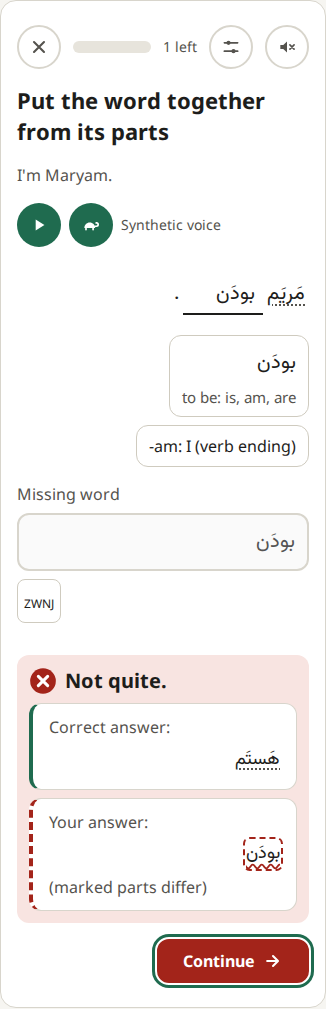 1 left
Put the word together
from its parts
I'm Maryam.
Synthetic voice
مَریَم بودَن .
بودَن
to be: is, am, are
-am: I (verb ending)
Missing word
بودَن
ZWNJ
Not quite.
Correct answer:
هَستَم
Your answer:
بودَن
(marked parts differ)
Continue